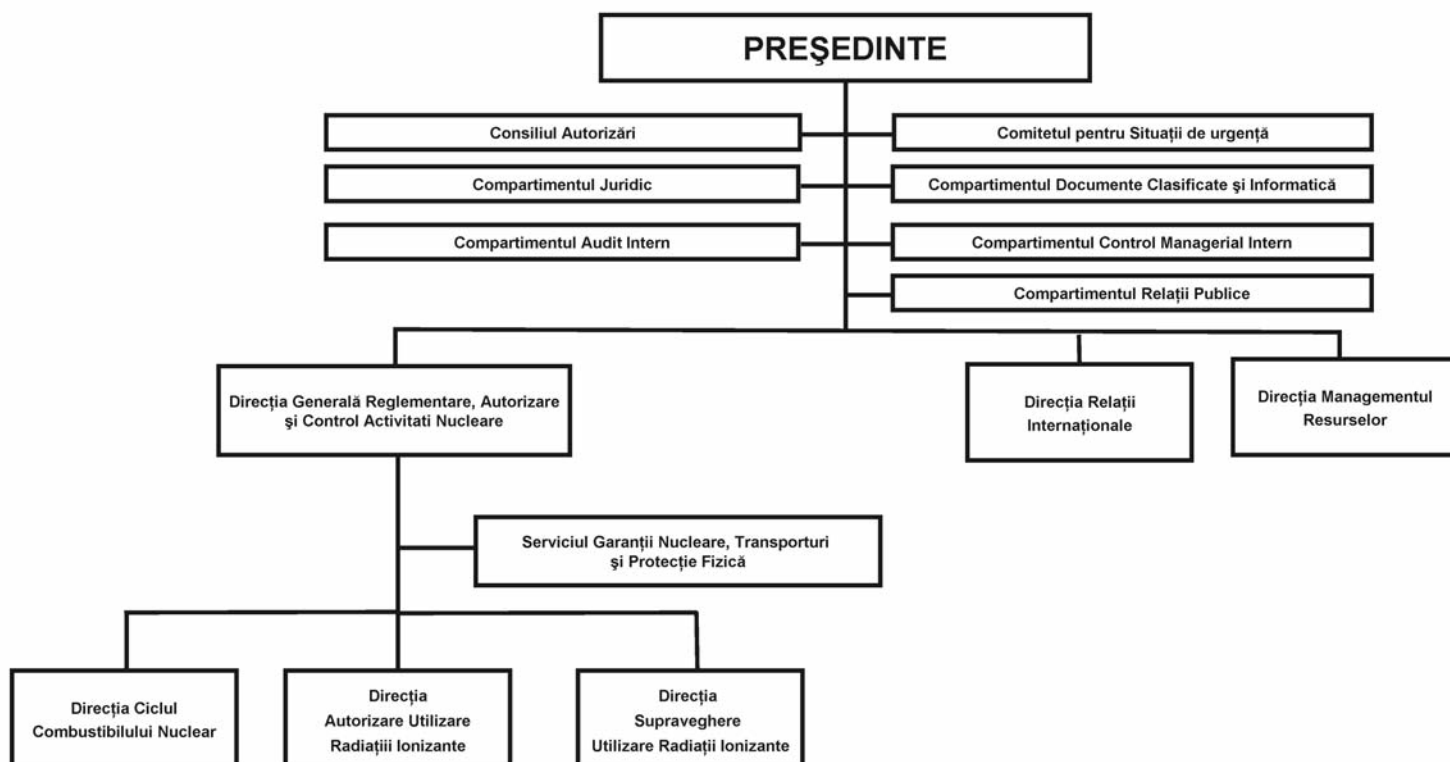 PREŞEDINTE
Consiliul Autorizări
Comitetul pentru Situații de urgență
Compartimentul Juridic
Compartimentul Documente Clasificate şi Informatică
Compartimentul Audit Intern
Compartimentul Control Managerial Intern
Compartimentul Relații Publice
Direcția Generală Reglementare, Autorizare
şi Control Activitati Nucleare
Direcția Relații
Internaționale
Direcția Managementul
Resurselor
Serviciul Garanții Nucleare, Transporturi
şi Protecție Fizică
Direcția Ciclul
Combustibilului Nuclear
Direcția
Autorizare Utilizare
Radiațiii Ionizante
Direcția
Supraveghere
Utilizare Radiații Ionizante